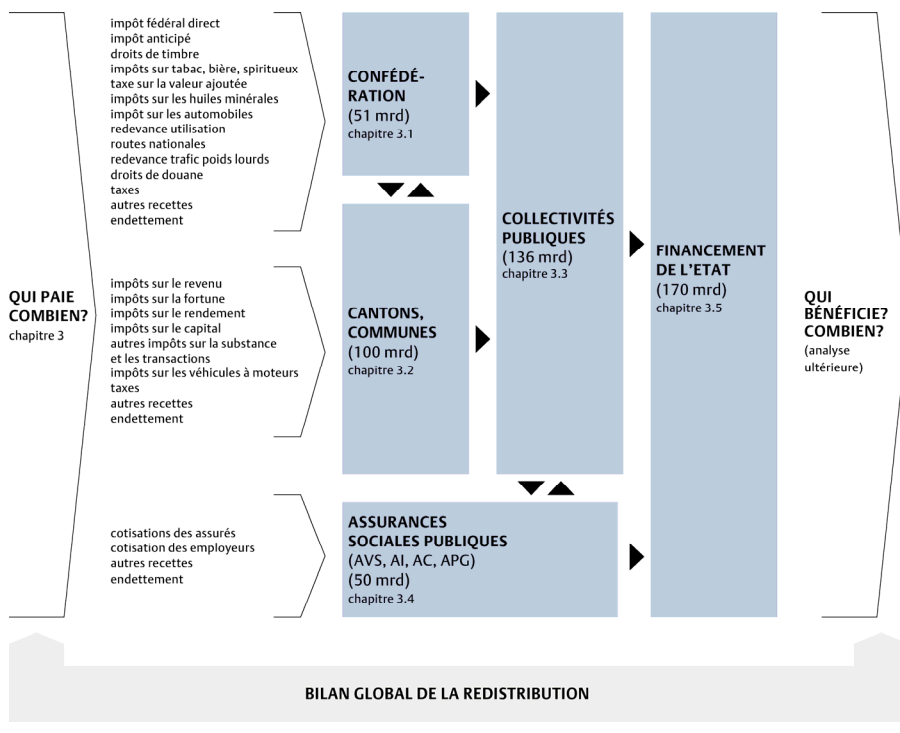 QUI PAIE
COMBIEN?
chapitre 3
impôt fédéral direct
impôt anticipé
droits de timbre
impôts sur tabac, bière, spiritueux
taxe sur la valeur ajoutée
impôts sur les huiles minérales
impôt sur les automobiles
redevance utilisation
routes nationales
redevance trafic poids lourds
droits de douane
taxes
autres recettes
endettement
impôts sur le revenu
impôts sur la fortune
impôts sur le rendement
impôts sur le capital
autres impôts sur la substance
et les transactions
impôts sur les véhicules à moteurs
taxes
autres recettes
endettement
cotisations des assurés
cotisation des employeurs
autres recettes
endettement
CONFÉDÉ-
RATION
(51 mrd)
chapitre 3.1
CANTONS,
COMMUNES
(100 mrd)
chapitre 3.2
COLLECTIVITÉS
PUBLIQUES
(136 mrd)
chapitre 3.3
ASSURANCES
SOCIALES PUBLIQUES
(AVS, AI, AC, APG)
(50 mrd)
chapitre 3.4
FINANCEMENT
DE L'ETAT
(170 mrd)
chapitre 3.5
QUI
BÉNÉFICIE?
COMBIEN?
(analyse
ultérieure)
BILAN GLOBAL DE LA REDISTRIBUTION